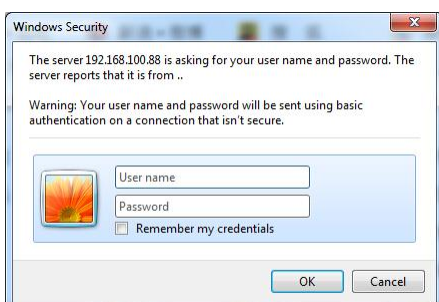 Windows Security
The server 192.168.100.88 is asking for your user name and password. The
server reports that it is from ..
Warning: Your user name and password will be sent using basic
authentication on a connection that isn't secure.
User name
Password
Remember my credentials
OK
Cancel